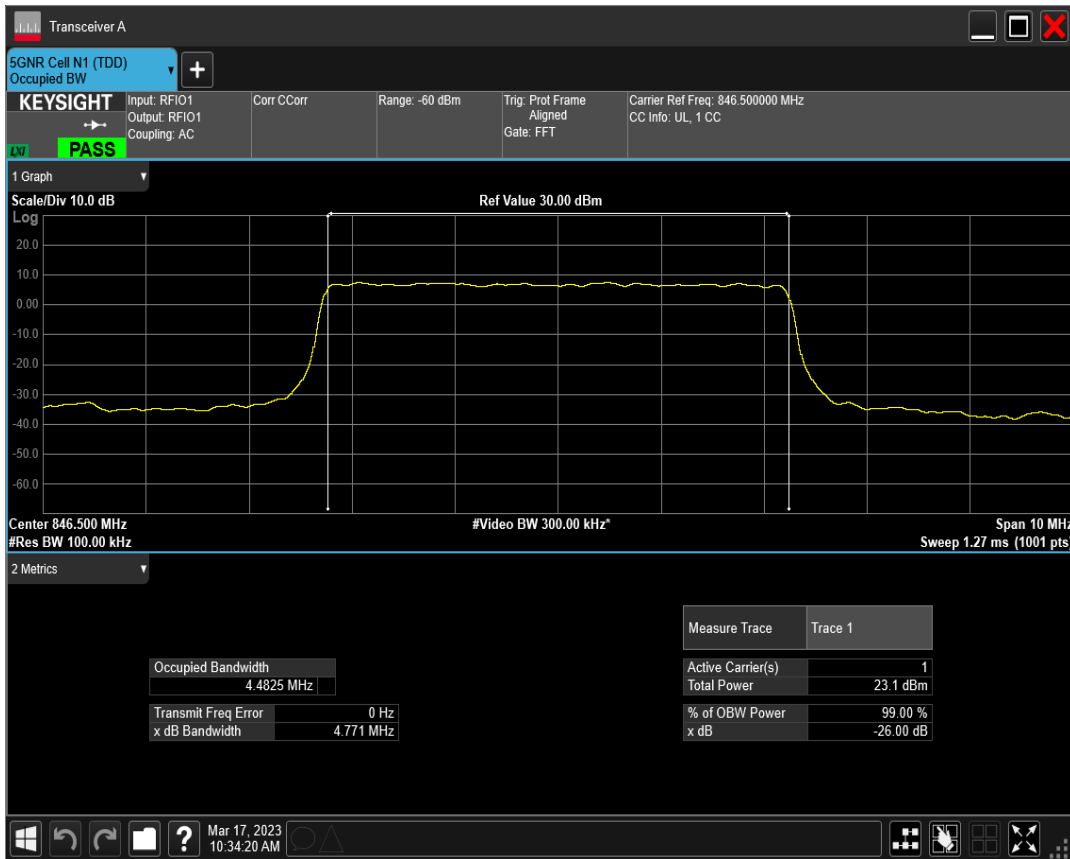 Transceiver A
5GNR Cell N1 (TDD)
Occupied BW
+
KEYSIGHT
LXI
PASS
Input: RFIO1
Output: RFIO1
Coupling: AC
Corr CCorr
Range: -60 dBm
Trig: Prot Frame
Aligned
Gate: FFT
Carrier Ref Freq: 846.500000 MHz
CC Info: UL, 1 CC
1 Graph
Scale/Div 10.0 dB
Ref Value 30.00 dBm
Log
20.0
10.0
0.00
-10.0
-20.0
-30.0
-40.0
-50.0
-60.0
Center 846.500 MHz
#Video BW 300.00 kHz*
Span 10 MHz
#Res BW 100.00 kHz
Sweep 1.27 ms (1001 pts)
2 Metrics
Measure Trace Trace 1
Occupied Bandwidth
4.4825 MHz
Active Carrier(s) 1
Total Power 23.1 dBm
Transmit Freq Error 0 Hz
x dB Bandwidth 4.771 MHz
% of OBW Power 99.00 %
x dB -26.00 dB
?
Mar 17, 2023
10:34:20 AM